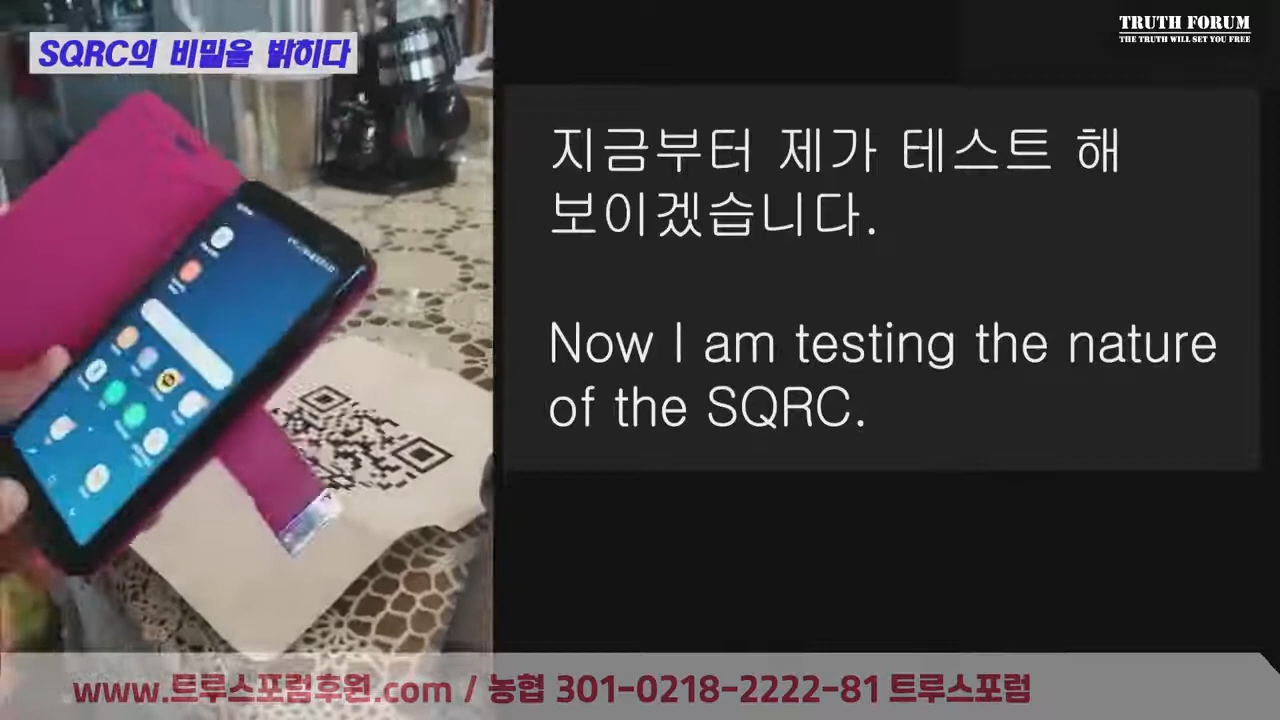 SQRC의 비밀을 밝히다
TRUTH FORUM
THE TRUTH WILL SET YOU FREE
지금부터 제가 테스트 해
보이겠습니다.
Now I am testing the nature
of the SQRC.
www.트루스포럼후원.com / 농협 301-0218-2222-81 트루스포럼